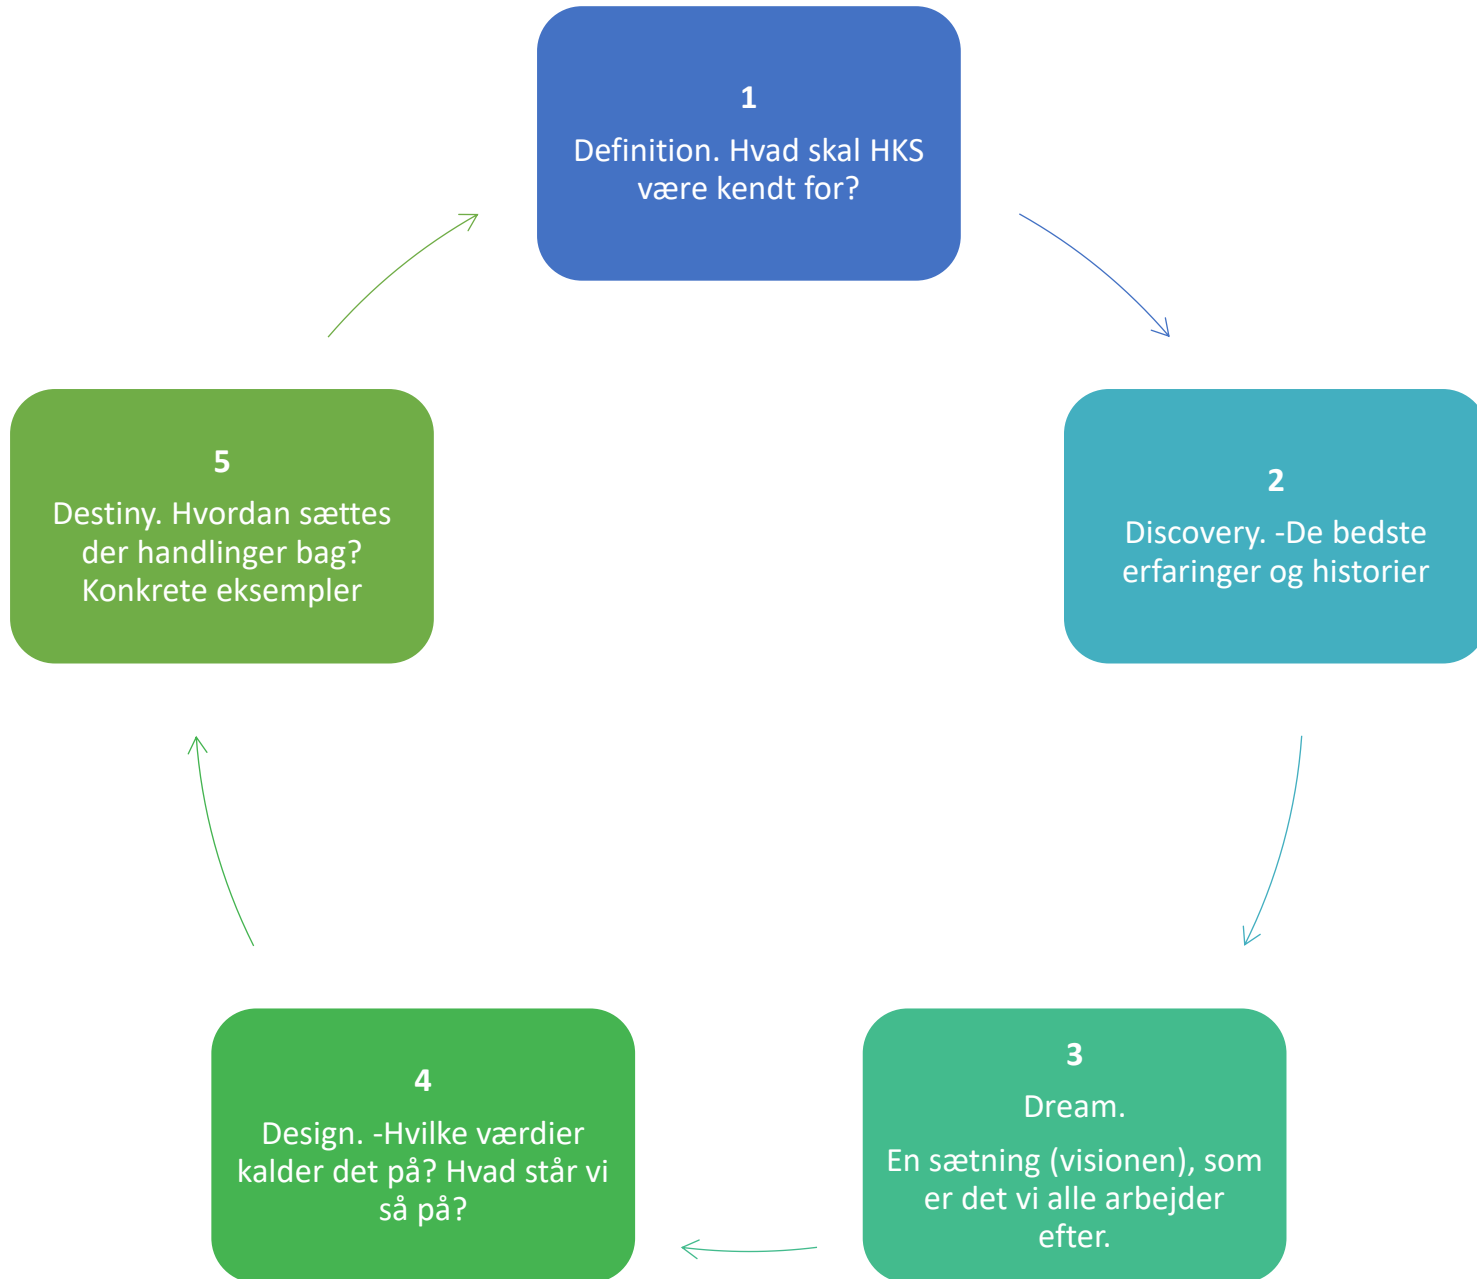 1
Definition. Hvad skal HKS
være kendt for?
2
Discovery. -De bedste
erfaringer og historier
3
Dream.
En sætning (visionen), som
er det vi alle arbejder
efter.
4
Design. -Hvilke værdier
kalder det på? Hvad står vi
så på?
5
Destiny. Hvordan sættes
der handlinger bag?
Konkrete eksempler